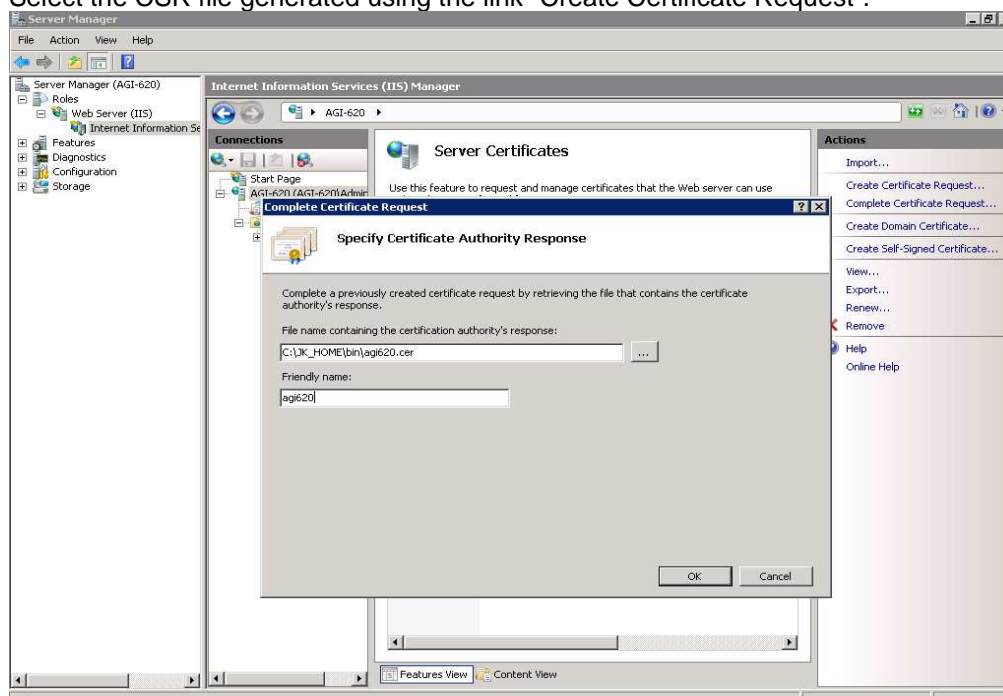 Select the CSR file generated using the link "Create Certificate Request".
Server Manager
File Action View Help
Server Manager (AGI-620)
Roles
Web Server (IIS)
Internet Information Se
Features
Diagnostics
Configuration
Storage
Internet Information Services (IIS) Manager
AGI-620
Connections
Start Page
AGI-620 (AGI-620\Admir
Server Certificates
Use this feature to request and manage certificates that the Web server can use
Complete Certificate Request
Specify Certificate Authority Response
Complete a previously created certificate request by retrieving the file that contains the certificate
authority's response.
File name containing the certification authority's response:
C:\JK_HOME\bin\agi620.cer
...
Friendly name:
agi620
OK Cancel
Features View Content View
Actions
Import...
Create Certificate Request...
Complete Certificate Request...
Create Domain Certificate...
Create Self-Signed Certificate...
View...
Export...
Renew...
Remove
Help
Online Help